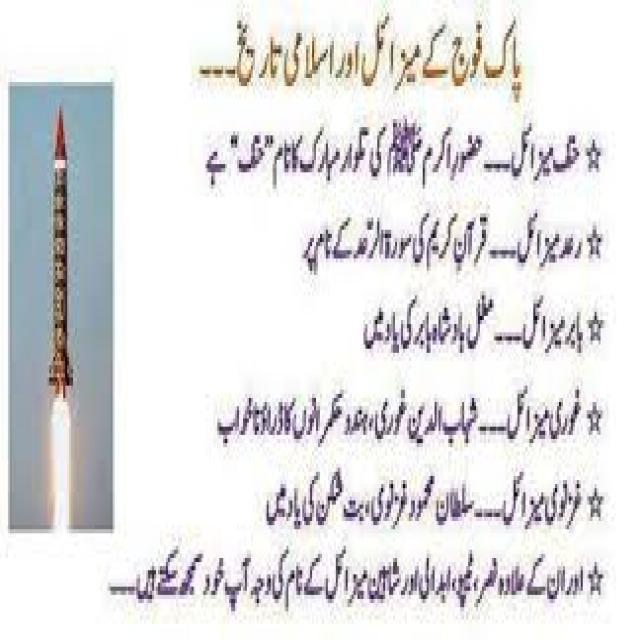 پاک فوج کے میزائل اور اسلامی تاریخ۔۔۔
☆ حتف میزائل۔۔۔ حضور اکرم ﷺ کی تلوار مبارک کا نام "حتف" ہے
☆ رعد میزائل۔۔۔ قرآن کریم کی سورۃ الرعد کے نام پر
☆ بابر میزائل۔۔۔ مغل بادشاہ بابر کی یاد میں
☆ غوری میزائل۔۔۔ شہاب الدین غوری، ہندو حکمرانوں کا ڈراؤنا خواب
☆ غزنوی میزائل۔۔۔ سلطان محمود غزنوی، بت شکن کی یاد میں
☆ اور ان کے علاوہ نصر، ٹیپو، ابدالی اور شاہین میزائل کے نام کی وجہ آپ خود سمجھ سکتے ہیں۔۔۔